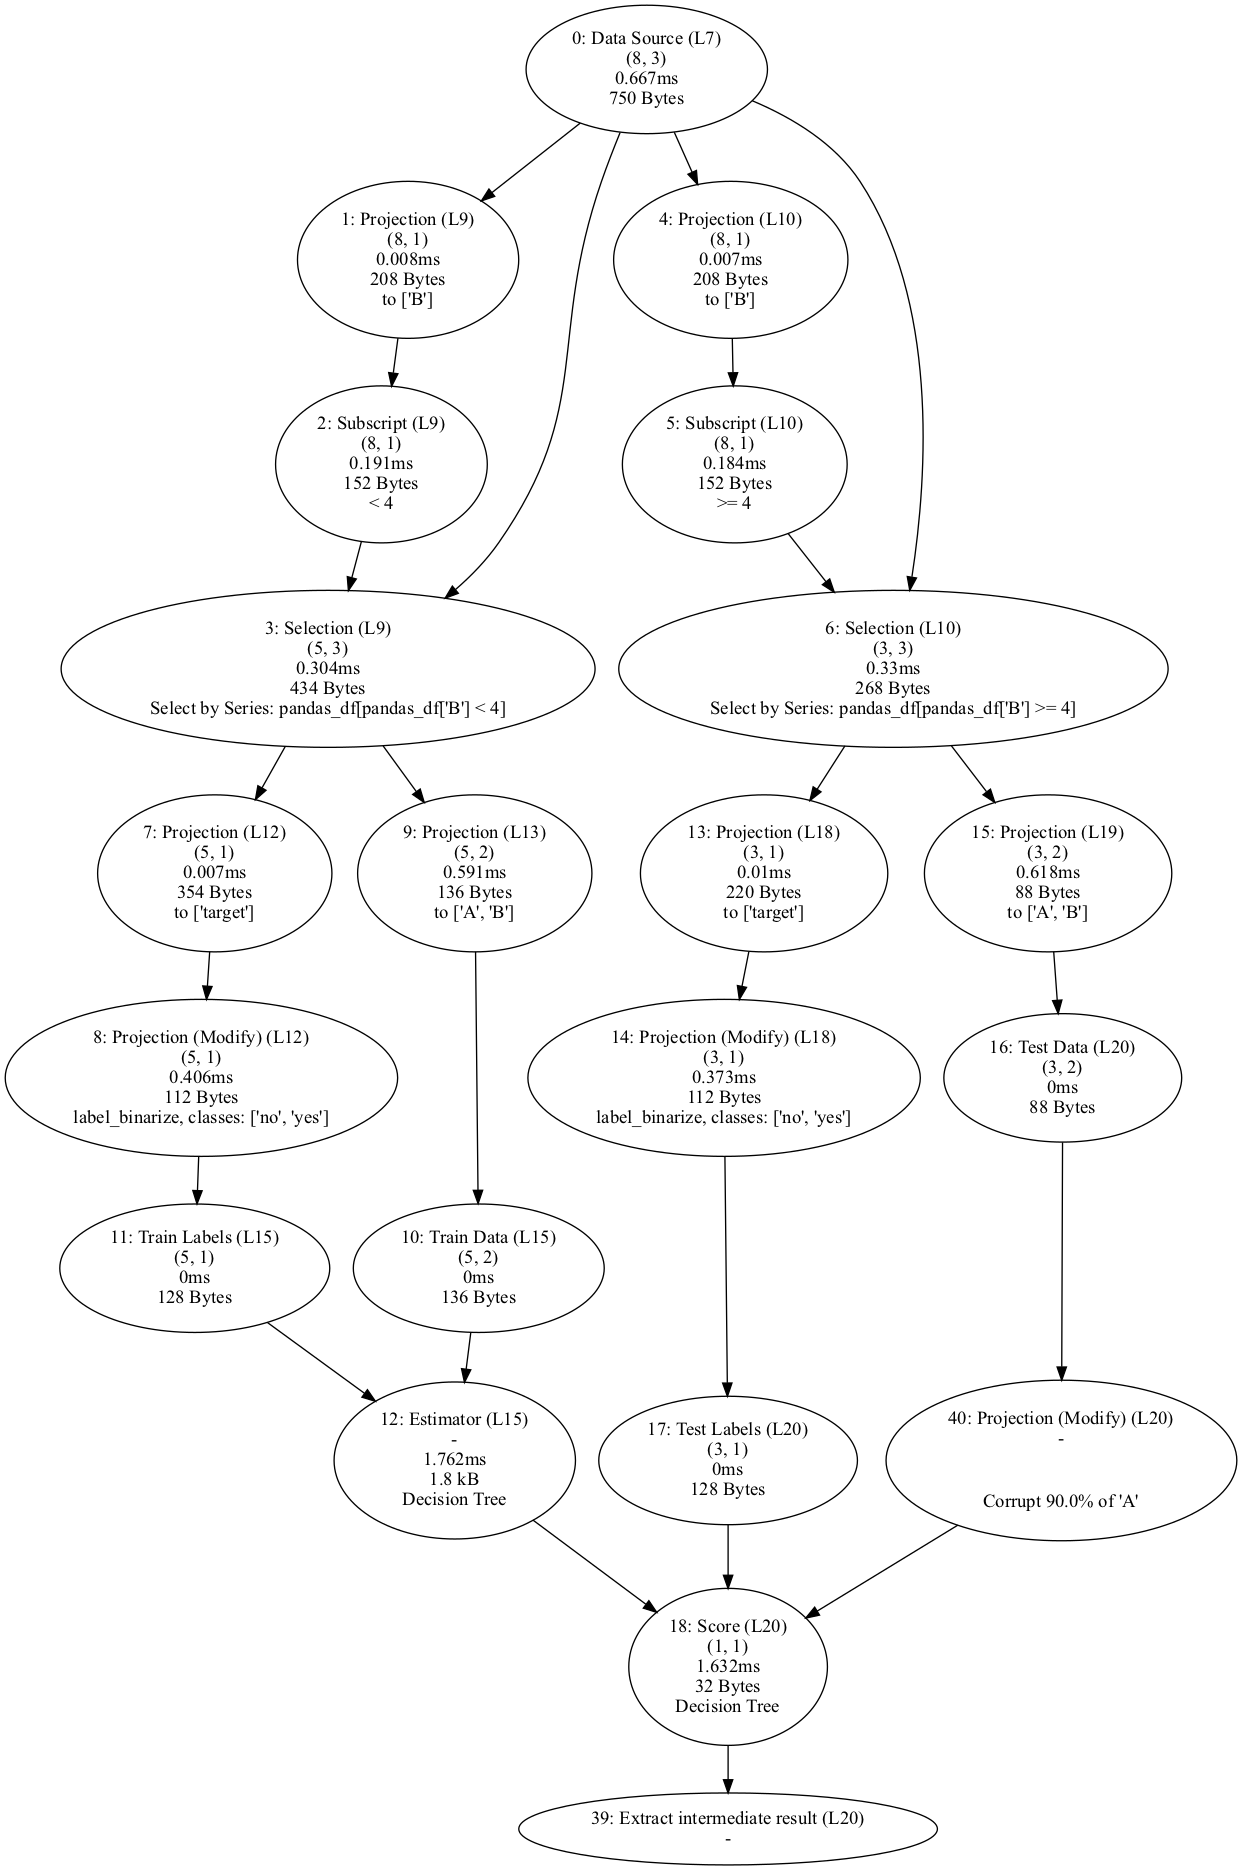 0: Data Source (L7)
(8, 3)
0.667ms
750 Bytes
1: Projection (L9)
(8, 1)
0.008ms
208 Bytes
to ['B']
4: Projection (L10)
(8, 1)
0.007ms
208 Bytes
to ['B']
2: Subscript (L9)
(8, 1)
0.191ms
152 Bytes
< 4
5: Subscript (L10)
(8, 1)
0.184ms
152 Bytes
>= 4
3: Selection (L9)
(5, 3)
0.304ms
434 Bytes
Select by Series: pandas_df[pandas_df['B'] < 4]
6: Selection (L10)
(3, 3)
0.33ms
268 Bytes
Select by Series: pandas_df[pandas_df['B'] >= 4]
7: Projection (L12)
(5, 1)
0.007ms
354 Bytes
to ['target']
9: Projection (L13)
(5, 2)
0.591ms
136 Bytes
to ['A', 'B']
13: Projection (L18)
(3, 1)
0.01ms
220 Bytes
to ['target']
15: Projection (L19)
(3, 2)
0.618ms
88 Bytes
to ['A', 'B']
8: Projection (Modify) (L12)
(5, 1)
0.406ms
112 Bytes
label_binarize, classes: ['no', 'yes']
14: Projection (Modify) (L18)
(3, 1)
0.373ms
112 Bytes
label_binarize, classes: ['no', 'yes']
16: Test Data (L20)
(3, 2)
0ms
88 Bytes
11: Train Labels (L15)
(5, 1)
0ms
128 Bytes
10: Train Data (L15)
(5, 2)
0ms
136 Bytes
12: Estimator (L15)
-
1.762ms
1.8 kB
Decision Tree
17: Test Labels (L20)
(3, 1)
0ms
128 Bytes
40: Projection (Modify) (L20)
-
Corrupt 90.0% of 'A'
18: Score (L20)
(1, 1)
1.632ms
32 Bytes
Decision Tree
39: Extract intermediate result (L20)
-